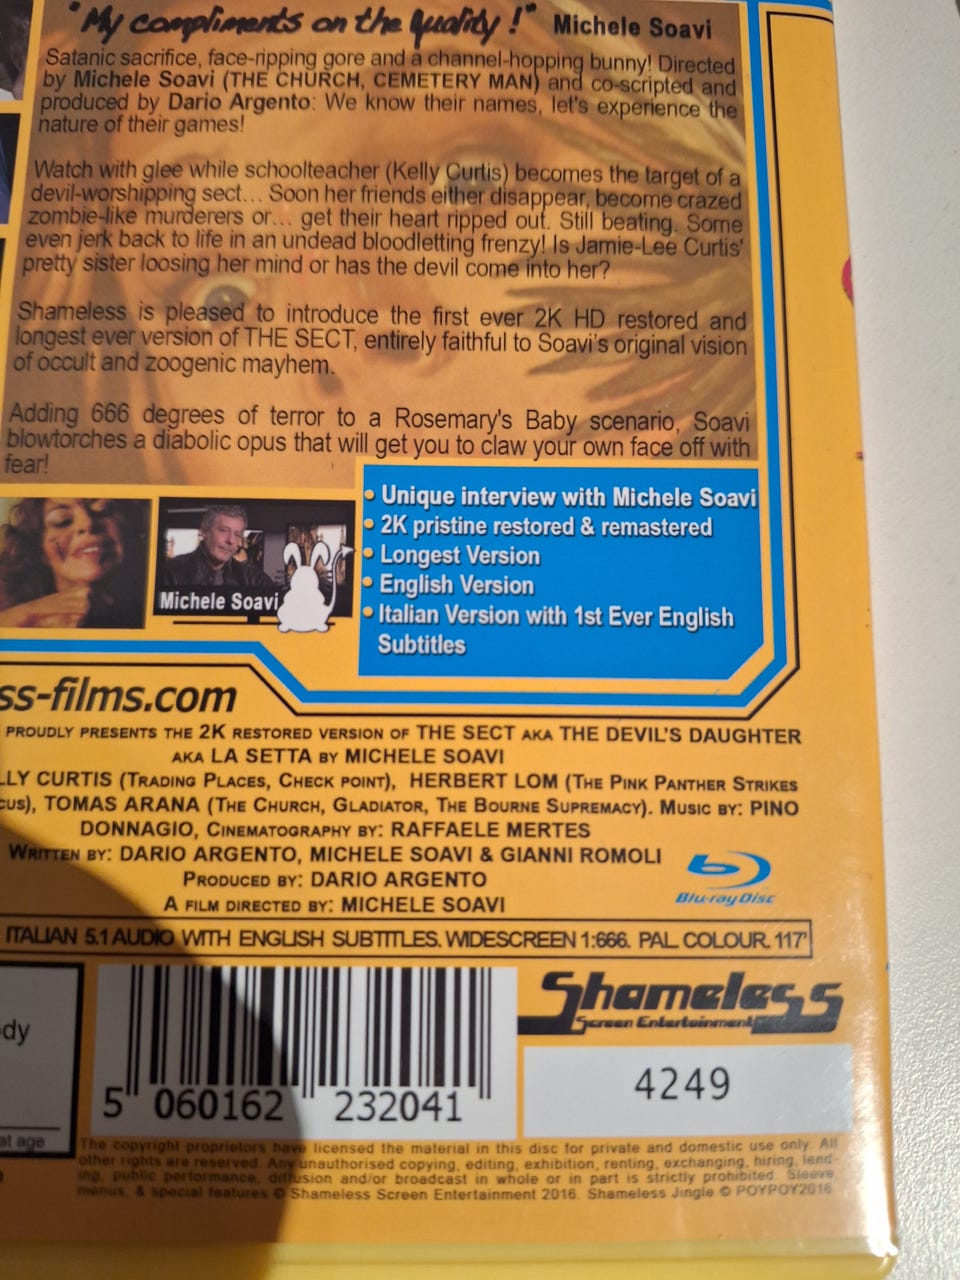 "My compliments on the quality!" Michele Soavi
Satanic sacrifice, face-ripping gore and a channel-hopping bunny! Directed
by Michele Soavi (THE CHURCH, CEMETERY MAN) and co-scripted and
produced by Dario Argento: We know their names, let's experience the
nature of their games!
Watch with glee while schoolteacher (Kelly Curtis) becomes the target of a
devil-worshipping sect... Soon her friends either disappear, become crazed
zombie-like murderers or... get their heart ripped out. Still beating. Some
even jerk back to life in an undead bloodletting frenzy! Is Jamie-Lee Curtis'
pretty sister loosing her mind or has the devil come into her?
Shameless is pleased to introduce the first ever 2K HD restored and
longest ever version of THE SECT, entirely faithful to Soavi's original vision
of occult and zoogenic mayhem.
Adding 666 degrees of terror to a Rosemary's Baby scenario, Soavi
blowtorches a diabolic opus that will get you to claw your own face off with
fear!
• Unique interview with Michele Soavi
• 2K pristine restored & remastered
• Longest Version
• English Version
• Italian Version with 1st Ever English
Subtitles
Michele Soavi
ss-films.com
PROUDLY PRESENTS THE 2K RESTORED VERSION OF THE SECT AKA THE DEVIL'S DAUGHTER
AKA LA SETTA BY MICHELE SOAVI
LLY CURTIS (TRADING PLACES, CHECK POINT), HERBERT LOM (THE PINK PANTHER STRIKES
CUS), TOMAS ARANA (THE CHURCH, GLADIATOR, THE BOURNE SUPREMACY). MUSIC BY: PINO
DONNAGIO, CINEMATOGRAPHY BY: RAFFAELE MERTES
WRITTEN BY: DARIO ARGENTO, MICHELE SOAVI & GIANNI ROMOLI
PRODUCED BY: DARIO ARGENTO
A FILM DIRECTED BY: MICHELE SOAVI
Blu-ray Disc
ITALIAN 5.1 AUDIO WITH ENGLISH SUBTITLES. WIDESCREEN 1:666. PAL. COLOUR. 117'
dy
at age
5 060162 232041
Shameless
Screen Entertainment
4249
The copyright proprietors have licensed the material in this disc for private and domestic use only. All
other rights are reserved. Any unauthorised copying, editing, exhibition, renting, exchanging, hiring, lend-
ing, public performance, diffusion and/or broadcast in whole or in part is strictly prohibited. Sleeve,
menus, & special features © Shameless Screen Entertainment 2016. Shameless Jingle © POYPOY2016